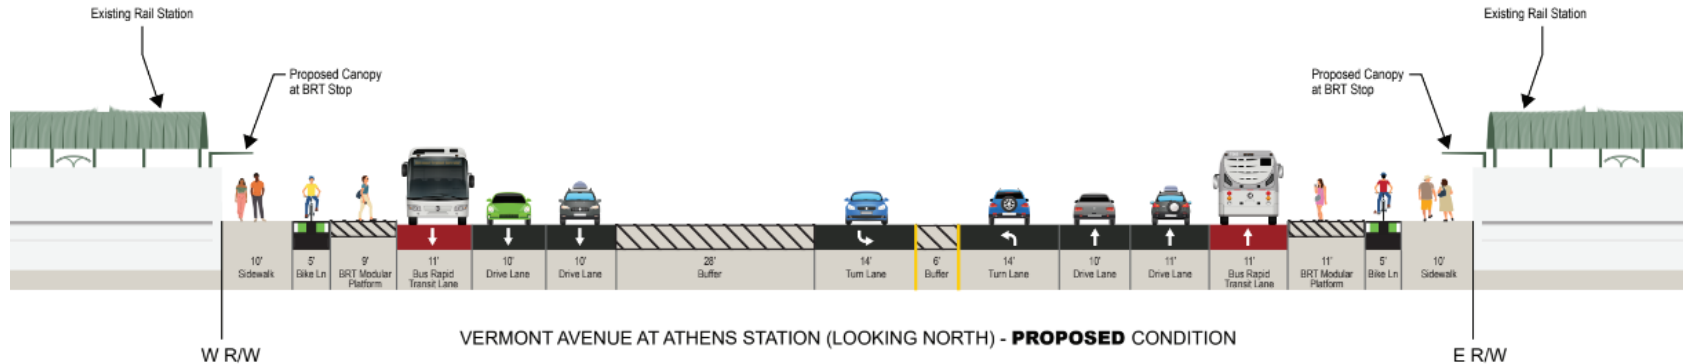 Existing Rail Station
Existing Rail Station
Proposed Canopy
at BRT Stop
Proposed Canopy
at BRT Stop
10'
Sidewalk
5'
Bike Ln
9'
BRT Modular
Platform
11'
Bus Rapid
Transit Lane
10'
Drive Lane
10'
Drive Lane
28'
Buffer
14'
Turn Lane
6'
Buffer
14'
Turn Lane
10'
Drive Lane
11'
Drive Lane
11'
Bus Rapid
Transit Lane
11'
BRT Modular
Platform
5'
Bike Ln
10'
Sidewalk
VERMONT AVENUE AT ATHENS STATION (LOOKING NORTH) - PROPOSED CONDITION
W R/W
E R/W